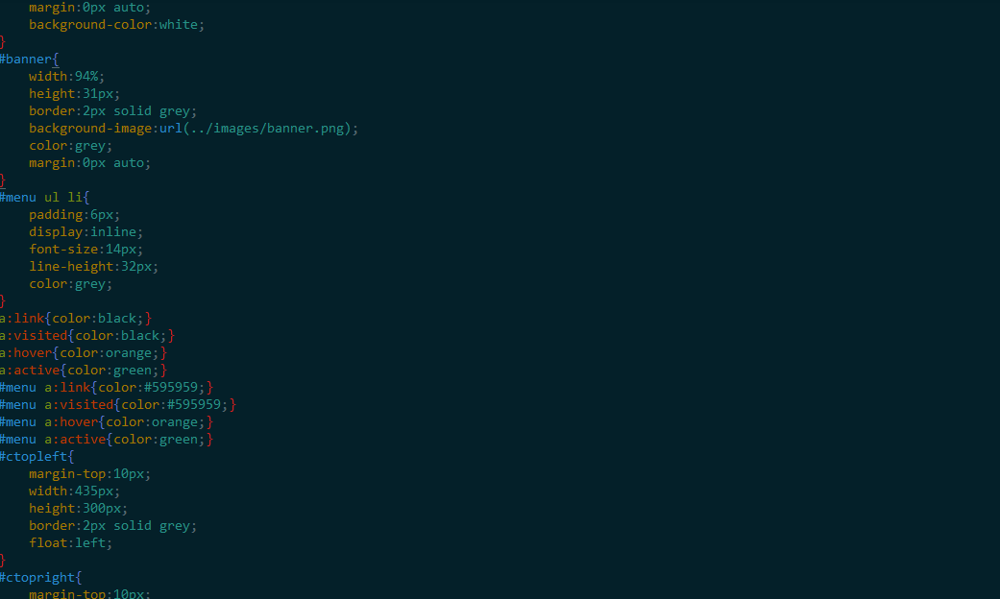 margin:0px auto;
    background-color:white;
}
#banner{
    width:94%;
    height:31px;
    border:2px solid grey;
    background-image:url(../images/banner.png);
    color:grey;
    margin:0px auto;
}
#menu ul li{
    padding:6px;
    display:inline;
    font-size:14px;
    line-height:32px;
    color:grey;
}
a:link{color:black;}
a:visited{color:black;}
a:hover{color:orange;}
a:active{color:green;}
#menu a:link{color:#595959;}
#menu a:visited{color:#595959;}
#menu a:hover{color:orange;}
#menu a:active{color:green;}
#ctopleft{
    margin-top:10px;
    width:435px;
    height:300px;
    border:2px solid grey;
    float:left;
}
#ctopright{
    margin-top:10px;